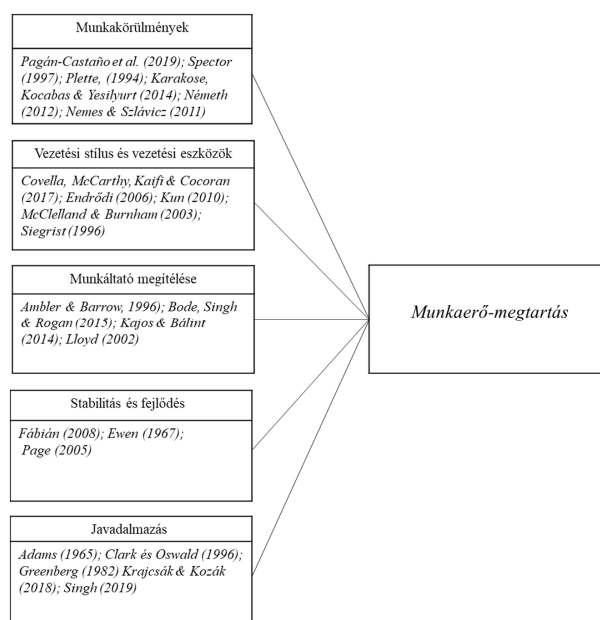 Munkakörülmények
Pagán-Castaño et al. (2019); Spector
(1997); Plette, (1994); Karakose,
Kocabas & Yesilyurt (2014); Németh
(2012); Nemes & Szlávicz (2011)
Vezetési stílus és vezetési eszközök
Covella, McCarthy, Kaifi & Cocoran
(2017); Endrődi (2006); Kun (2010);
McClelland & Burnham (2003);
Siegrist (1996)
Munkáltató megítélése
Ambler & Barrow, 1996); Bode, Singh
& Rogan (2015); Kajos & Bálint
(2014); Lloyd (2002)
Munkaerő-megtartás
Stabilitás és fejlődés
Fábián (2008); Ewen (1967);
Page (2005)
Javadalmazás
Adams (1965); Clark és Oswald (1996);
Greenberg (1982) Krajcsák & Kozák
(2018); Singh (2019)